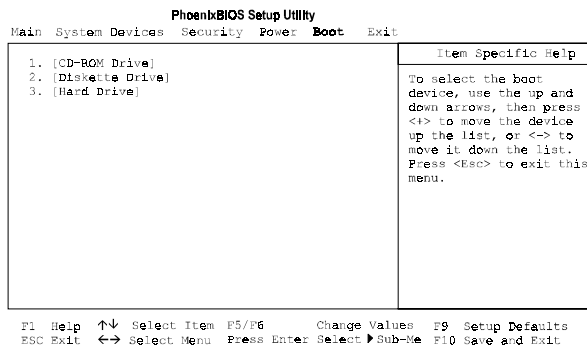 PhoenixBIOS Setup Utility
Main System Devices Security Power Boot Exit
1. [CD-ROM Drive]
2. [Diskette Drive]
3. [Hard Drive]
Item Specific Help
To select the boot
device, use the up and
down arrows, then press
<+> to move the device
up the list, or <-> to
move it down the list.
Press <Esc> to exit this
menu.
F1 Help ↑↓ Select Item F5/F6 Change Values F9 Setup Defaults
ESC Exit ←→ Select Menu Press Enter Select ▶ Sub-Me F10 Save and Exit